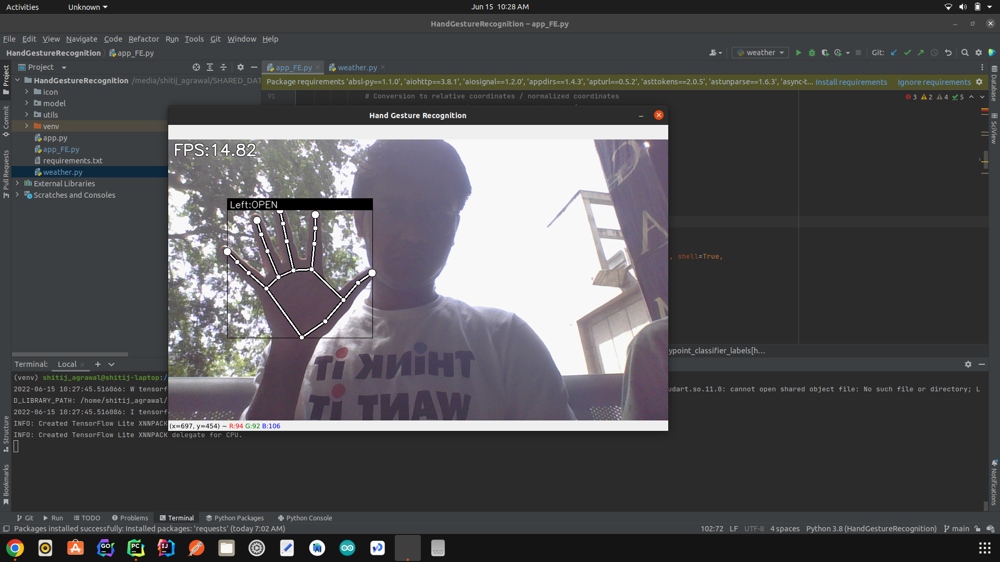 Activities
Unknown
Jun 15 10:28 AM
HandGestureRecognition – app_FE.py
File Edit View Navigate Code Refactor Run Tools Git Window Help
HandGestureRecognition
app_FE.py
weather
Git:
Project
app_FE.py
weather.py
HandGestureRecognition /media/shitij_agrawal/SHARED_DAT
Package requirements 'absl-py==1.1.0', 'aiohttp==3.8.1', 'aiosignal==1.2.0', 'appdirs==1.4.3', 'apturl==0.5.2', 'asttokens==2.0.5', 'astunparse==1.6.3', 'async-t... Install requirements Ignore requirements
91 # Conversion to relative coordinates / normalized coordinates
3 2 4 5
icon
model
utils
venv
app.py
app_FE.py
requirements.txt
weather.py
External Libraries
Scratches and Consoles
Hand Gesture Recognition
FPS:14.82
Left:OPEN
THINK iT
WANT iT
D
A
(x=697, y=454) ~ R:94 G:92 B:106
, shell=True,
ypoint_classifier_labels[h...
Terminal: Local
(venv) shitij_agrawal@shitij-laptop:/
2022-06-15 10:27:45.516066: W tensorf
udart.so.11.0: cannot open shared object file: No such file or directory; L
D_LIBRARY_PATH: /home/shitij_agrawal/
2022-06-15 10:27:45.516086: I tensorf
INFO: Created TensorFlow Lite XNNPACK
INFO: Created TensorFlow Lite XNNPACK delegate for CPU.
Project
Commit
Pull Requests
Structure
Bookmarks
Database
SciView
Notifications
Git Run TODO Problems Terminal Python Packages Python Console
Packages installed successfully: Installed packages: 'requests' (today 7:02 AM)
102:72 LF UTF-8 4 spaces Python 3.8 (HandGestureRecognition) main
GO
PC
IJ
SSD